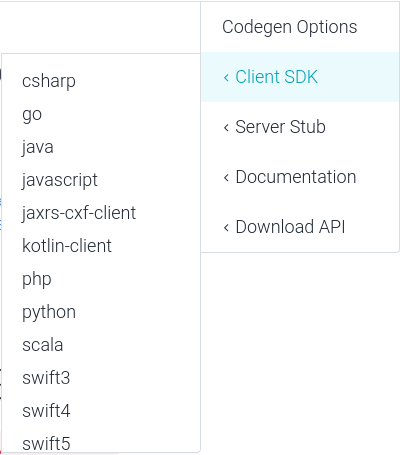 Codegen Options
‹ Client SDK
‹ Server Stub
‹ Documentation
‹ Download API
csharp
go
java
javascript
jaxrs-cxf-client
kotlin-client
php
python
scala
swift3
swift4
swift5